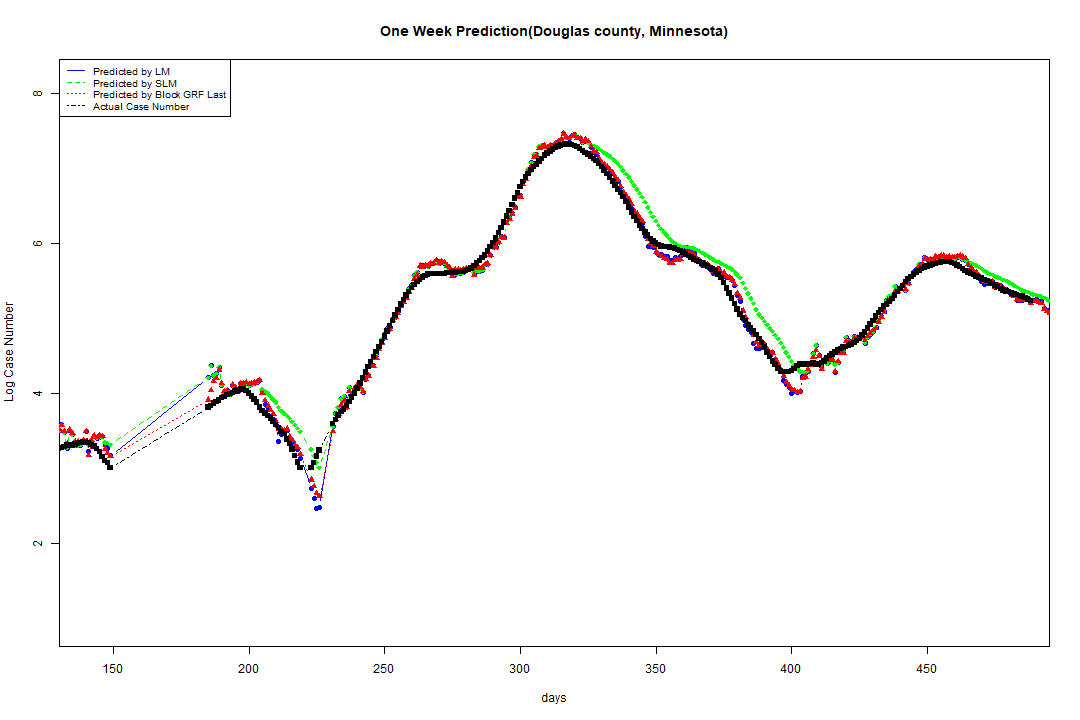 One Week Prediction(Douglas county, Minnesota)
Predicted by LM
Predicted by SLM
Predicted by Block GRF Last
Actual Case Number
8
6
4
2
Log Case Number
150 200 250 300 350 400 450
days